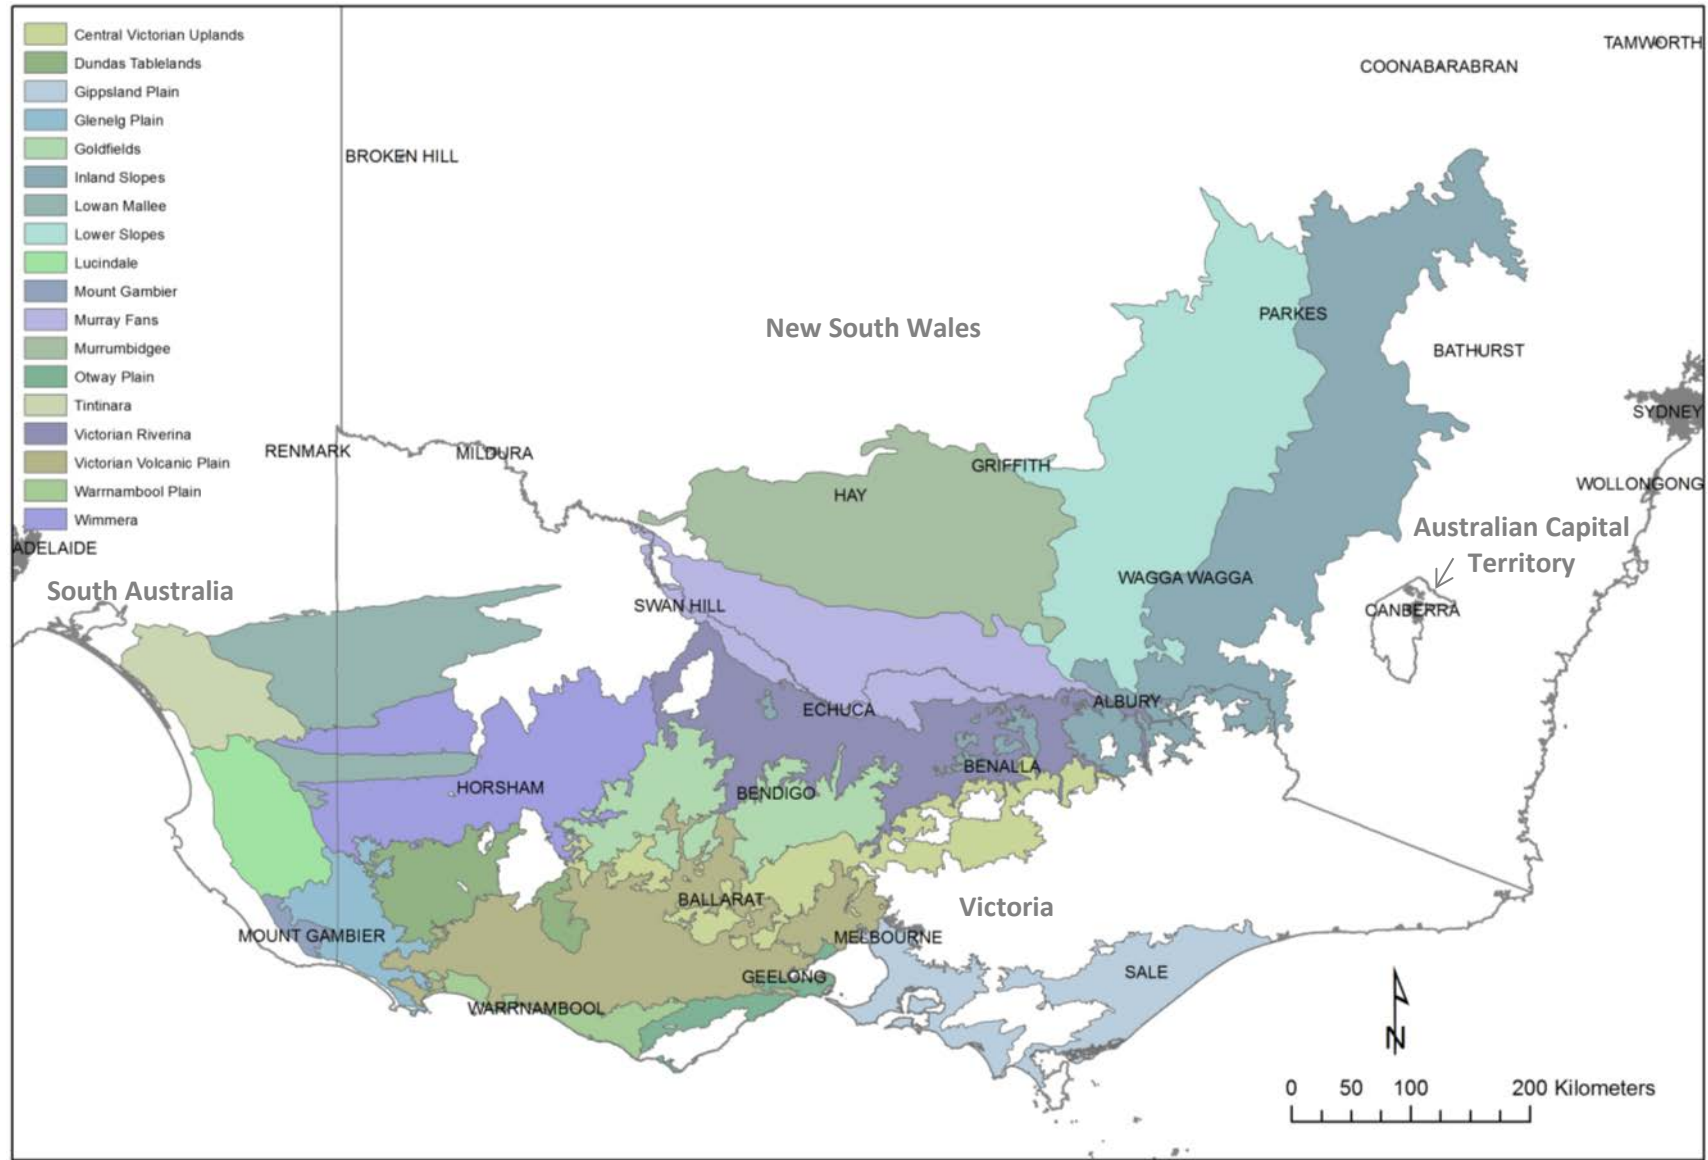 Central Victorian Uplands
Dundas Tablelands
Gippsland Plain
Glenelg Plain
Goldfields
Inland Slopes
Lowan Mallee
Lower Slopes
Lucindale
Mount Gambier
Murray Fans
Murrumbidgee
Otway Plain
Tintinara
Victorian Riverina
Victorian Volcanic Plain
Warrnambool Plain
Wimmera
TAMWORTH
COONABARABRAN
BROKEN HILL
PARKES
New South Wales
BATHURST
SYDNEY
RENMARK
MILDURA
GRIFFITH
HAY
WOLLONGONG
Australian Capital
Territory
ADELAIDE
South Australia
WAGGA WAGGA
SWAN HILL
CANBERRA
ALBURY
ECHUCA
BENALLA
HORSHAM
BENDIGO
BALLARAT
Victoria
MOUNT GAMBIER
MELBOURNE
SALE
GEELONG
WARRNAMBOOL
N
0 50 100 200 Kilometers